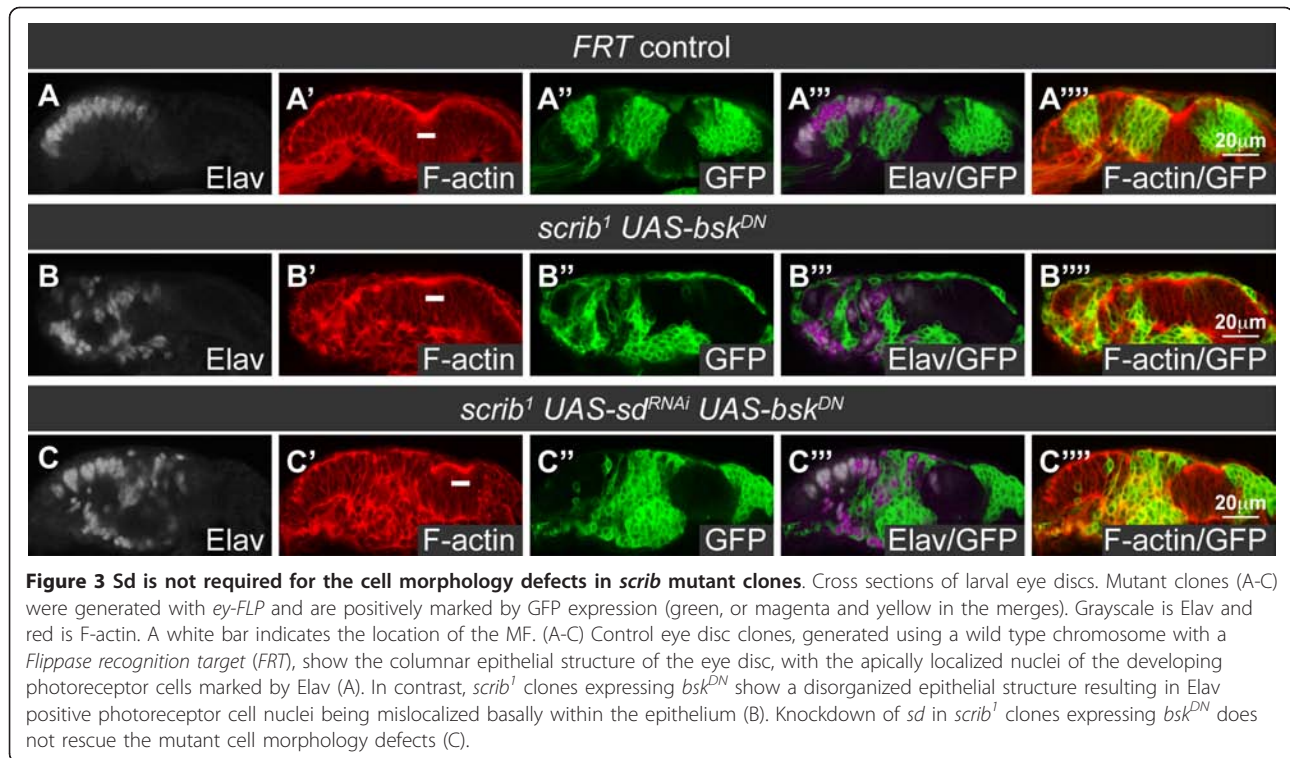 FRT control
A
Elav
A'
F-actin
A''
GFP
A'''
Elav/GFP
A''''
20µm
F-actin/GFP
scrib¹ UAS-bskᴰᴺ
B
Elav
B'
F-actin
B''
GFP
B'''
Elav/GFP
B''''
20µm
F-actin/GFP
scrib¹ UAS-sdᴿᴺᴬⁱ UAS-bskᴰᴺ
C
Elav
C'
F-actin
C''
GFP
C'''
Elav/GFP
C''''
20µm
F-actin/GFP
Figure 3 Sd is not required for the cell morphology defects in scrib mutant clones. Cross sections of larval eye discs. Mutant clones (A-C)
were generated with ey-FLP and are positively marked by GFP expression (green, or magenta and yellow in the merges). Grayscale is Elav and
red is F-actin. A white bar indicates the location of the MF. (A-C) Control eye disc clones, generated using a wild type chromosome with a
Flippase recognition target (FRT), show the columnar epithelial structure of the eye disc, with the apically localized nuclei of the developing
photoreceptor cells marked by Elav (A). In contrast, scrib¹ clones expressing bskᴰᴺ show a disorganized epithelial structure resulting in Elav
positive photoreceptor cell nuclei being mislocalized basally within the epithelium (B). Knockdown of sd in scrib¹ clones expressing bskᴰᴺ does
not rescue the mutant cell morphology defects (C).